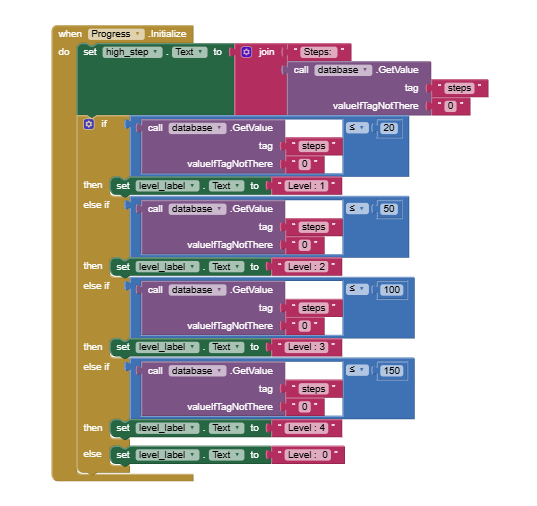 when Progress .Initialize
do set high_step . Text to join " Steps: "
call database .GetValue
tag " steps "
valueIfTagNotThere " 0 "
if call database .GetValue ≤ 20
tag " steps "
valueIfTagNotThere " 0 "
then set level_label . Text to " Level : 1 "
else if call database .GetValue ≤ 50
tag " steps "
valueIfTagNotThere " 0 "
then set level_label . Text to " Level : 2 "
else if call database .GetValue ≤ 100
tag " steps "
valueIfTagNotThere " 0 "
then set level_label . Text to " Level : 3 "
else if call database .GetValue ≤ 150
tag " steps "
valueIfTagNotThere " 0 "
then set level_label . Text to " Level : 4 "
else set level_label . Text to " Level : 0 "